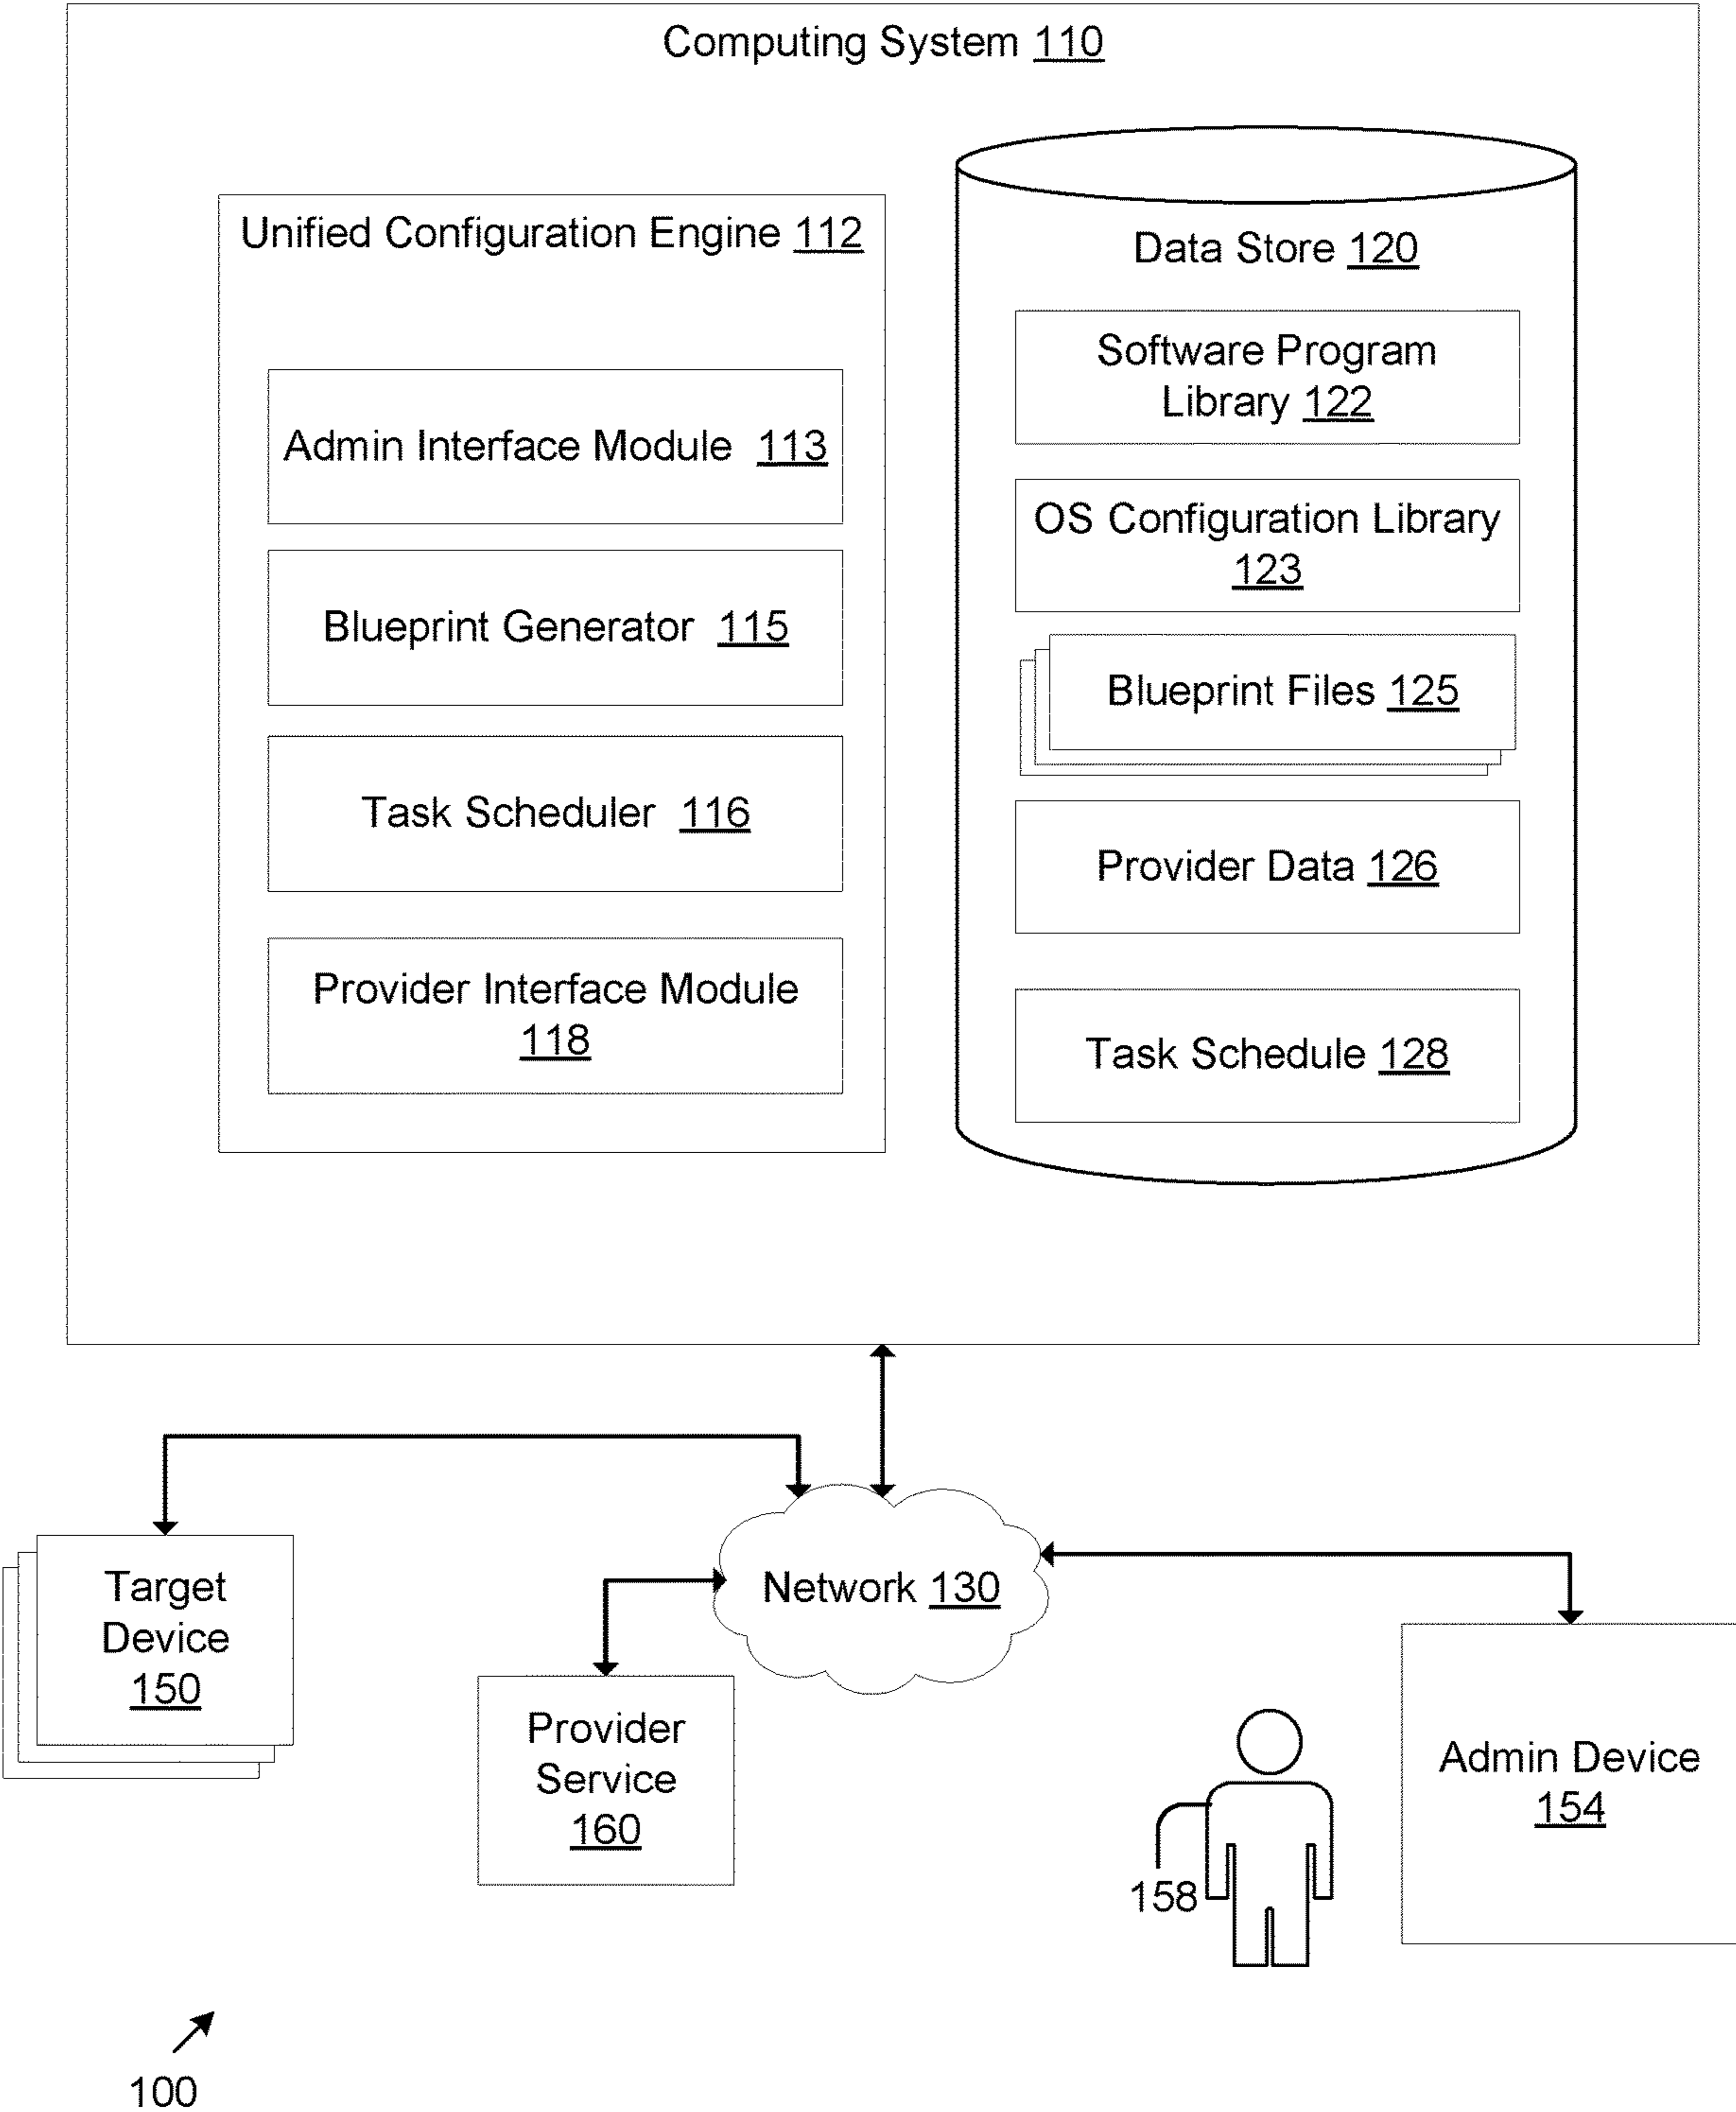 Computing System 110
Unified Configuration Engine 112
Admin Interface Module 113
Blueprint Generator 115
Task Scheduler 116
Provider Interface Module
118
Data Store 120
Software Program
Library 122
OS Configuration Library
123
Blueprint Files 125
Provider Data 126
Task Schedule 128
Network 130
Target
Device
150
Provider
Service
160
158
Admin Device
154
100